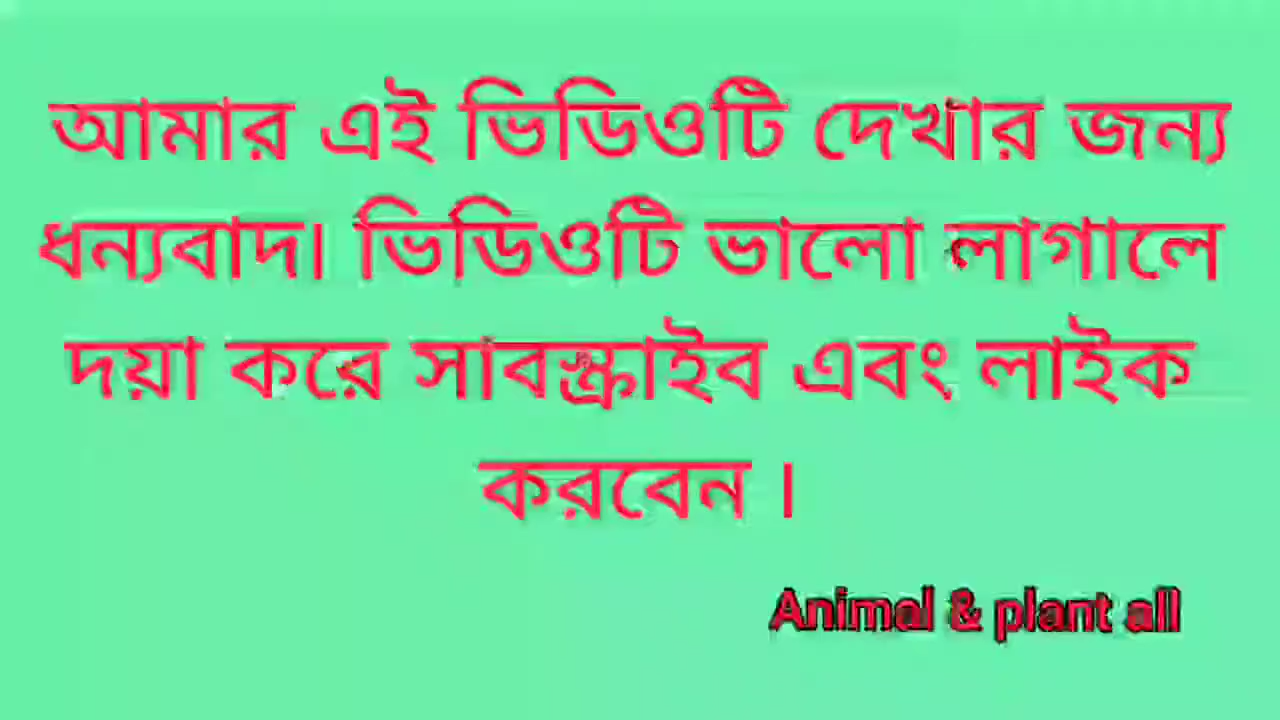 আমার এই ভিডিওটি দেখার জন্য
ধন্যবাদ। ভিডিওটি ভালো লাগালে
দয়া করে সাবস্ক্রাইব এবং লাইক
করবেন ।
Animal & plant all